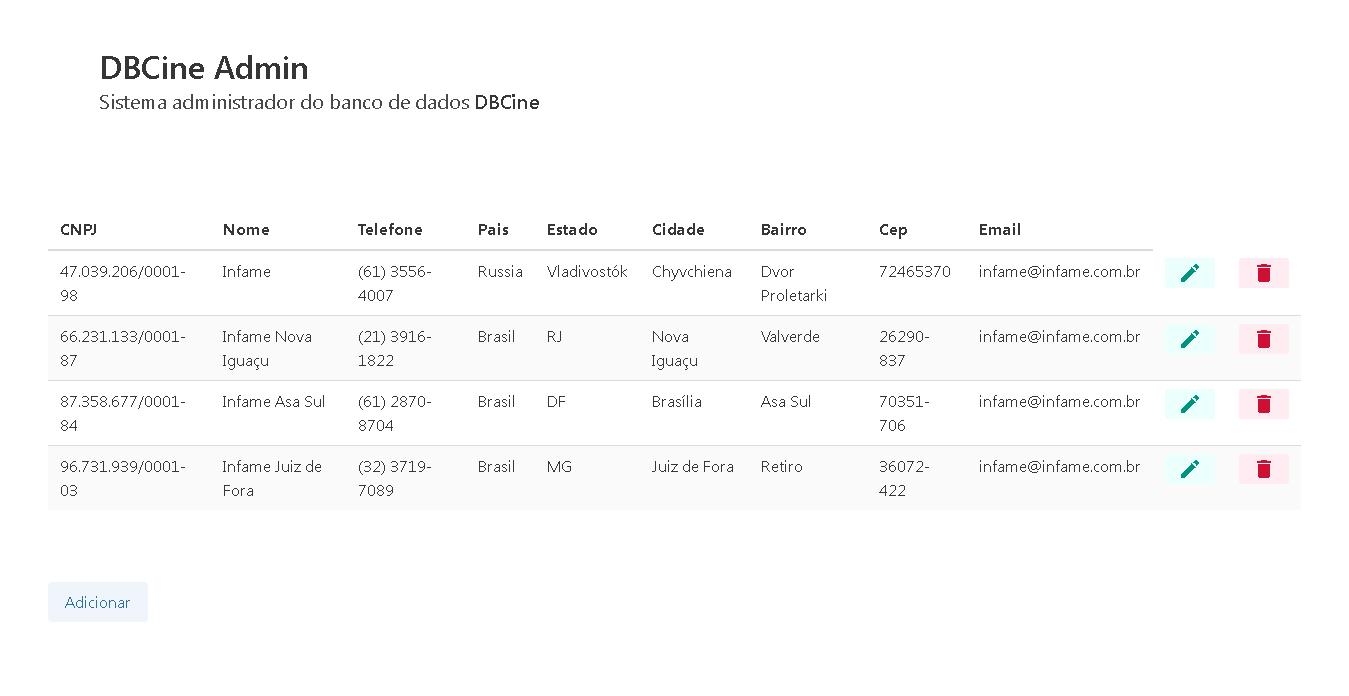 DBCine Admin
Sistema administrador do banco de dados DBCine
CNPJ Nome Telefone Pais Estado Cidade Bairro Cep Email
47.039.206/0001- Infame (61) 3556- Russia Vladivostók Chyvchiena Dvor 72465370 infame@infame.com.br
98 4007 Proletarki
66.231.133/0001- Infame Nova (21) 3916- Brasil RJ Nova Valverde 26290- infame@infame.com.br
87 Iguaçu 1822 Iguaçu 837
87.358.677/0001- Infame Asa Sul (61) 2870- Brasil DF Brasília Asa Sul 70351- infame@infame.com.br
84 8704 706
96.731.939/0001- Infame Juiz de (32) 3719- Brasil MG Juiz de Fora Retiro 36072- infame@infame.com.br
03 Fora 7089 422
Adicionar